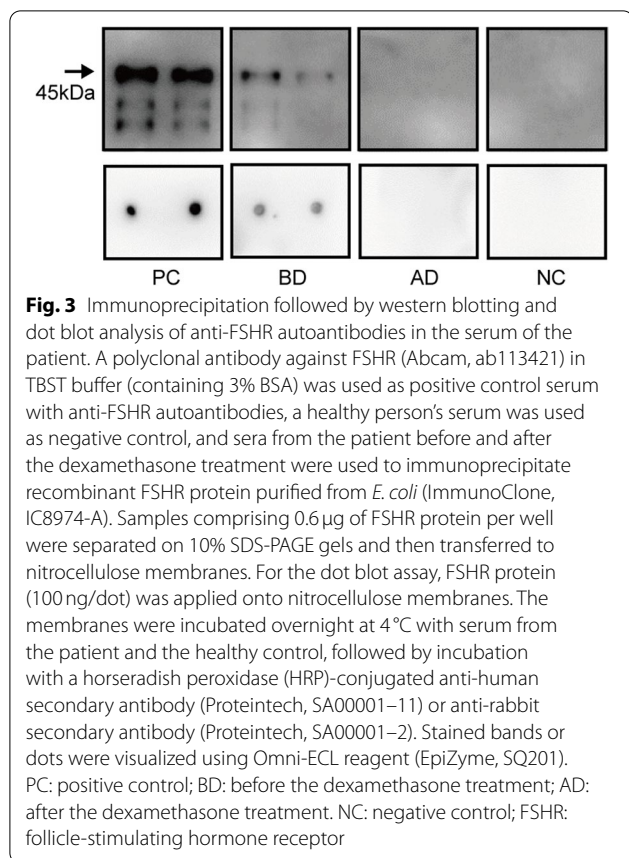 45kDa
PC BD AD NC
Fig. 3 Immunoprecipitation followed by western blotting and
dot blot analysis of anti-FSHR autoantibodies in the serum of the
patient. A polyclonal antibody against FSHR (Abcam, ab113421) in
TBST buffer (containing 3% BSA) was used as positive control serum
with anti-FSHR autoantibodies, a healthy person's serum was used
as negative control, and sera from the patient before and after
the dexamethasone treatment were used to immunoprecipitate
recombinant FSHR protein purified from E. coli (ImmunoClone,
IC8974-A). Samples comprising 0.6 μg of FSHR protein per well
were separated on 10% SDS-PAGE gels and then transferred to
nitrocellulose membranes. For the dot blot assay, FSHR protein
(100 ng/dot) was applied onto nitrocellulose membranes. The
membranes were incubated overnight at 4 °C with serum from
the patient and the healthy control, followed by incubation
with a horseradish peroxidase (HRP)-conjugated anti-human
secondary antibody (Proteintech, SA00001–11) or anti-rabbit
secondary antibody (Proteintech, SA00001–2). Stained bands or
dots were visualized using Omni-ECL reagent (EpiZyme, SQ201).
PC: positive control; BD: before the dexamethasone treatment; AD:
after the dexamethasone treatment. NC: negative control; FSHR:
follicle-stimulating hormone receptor